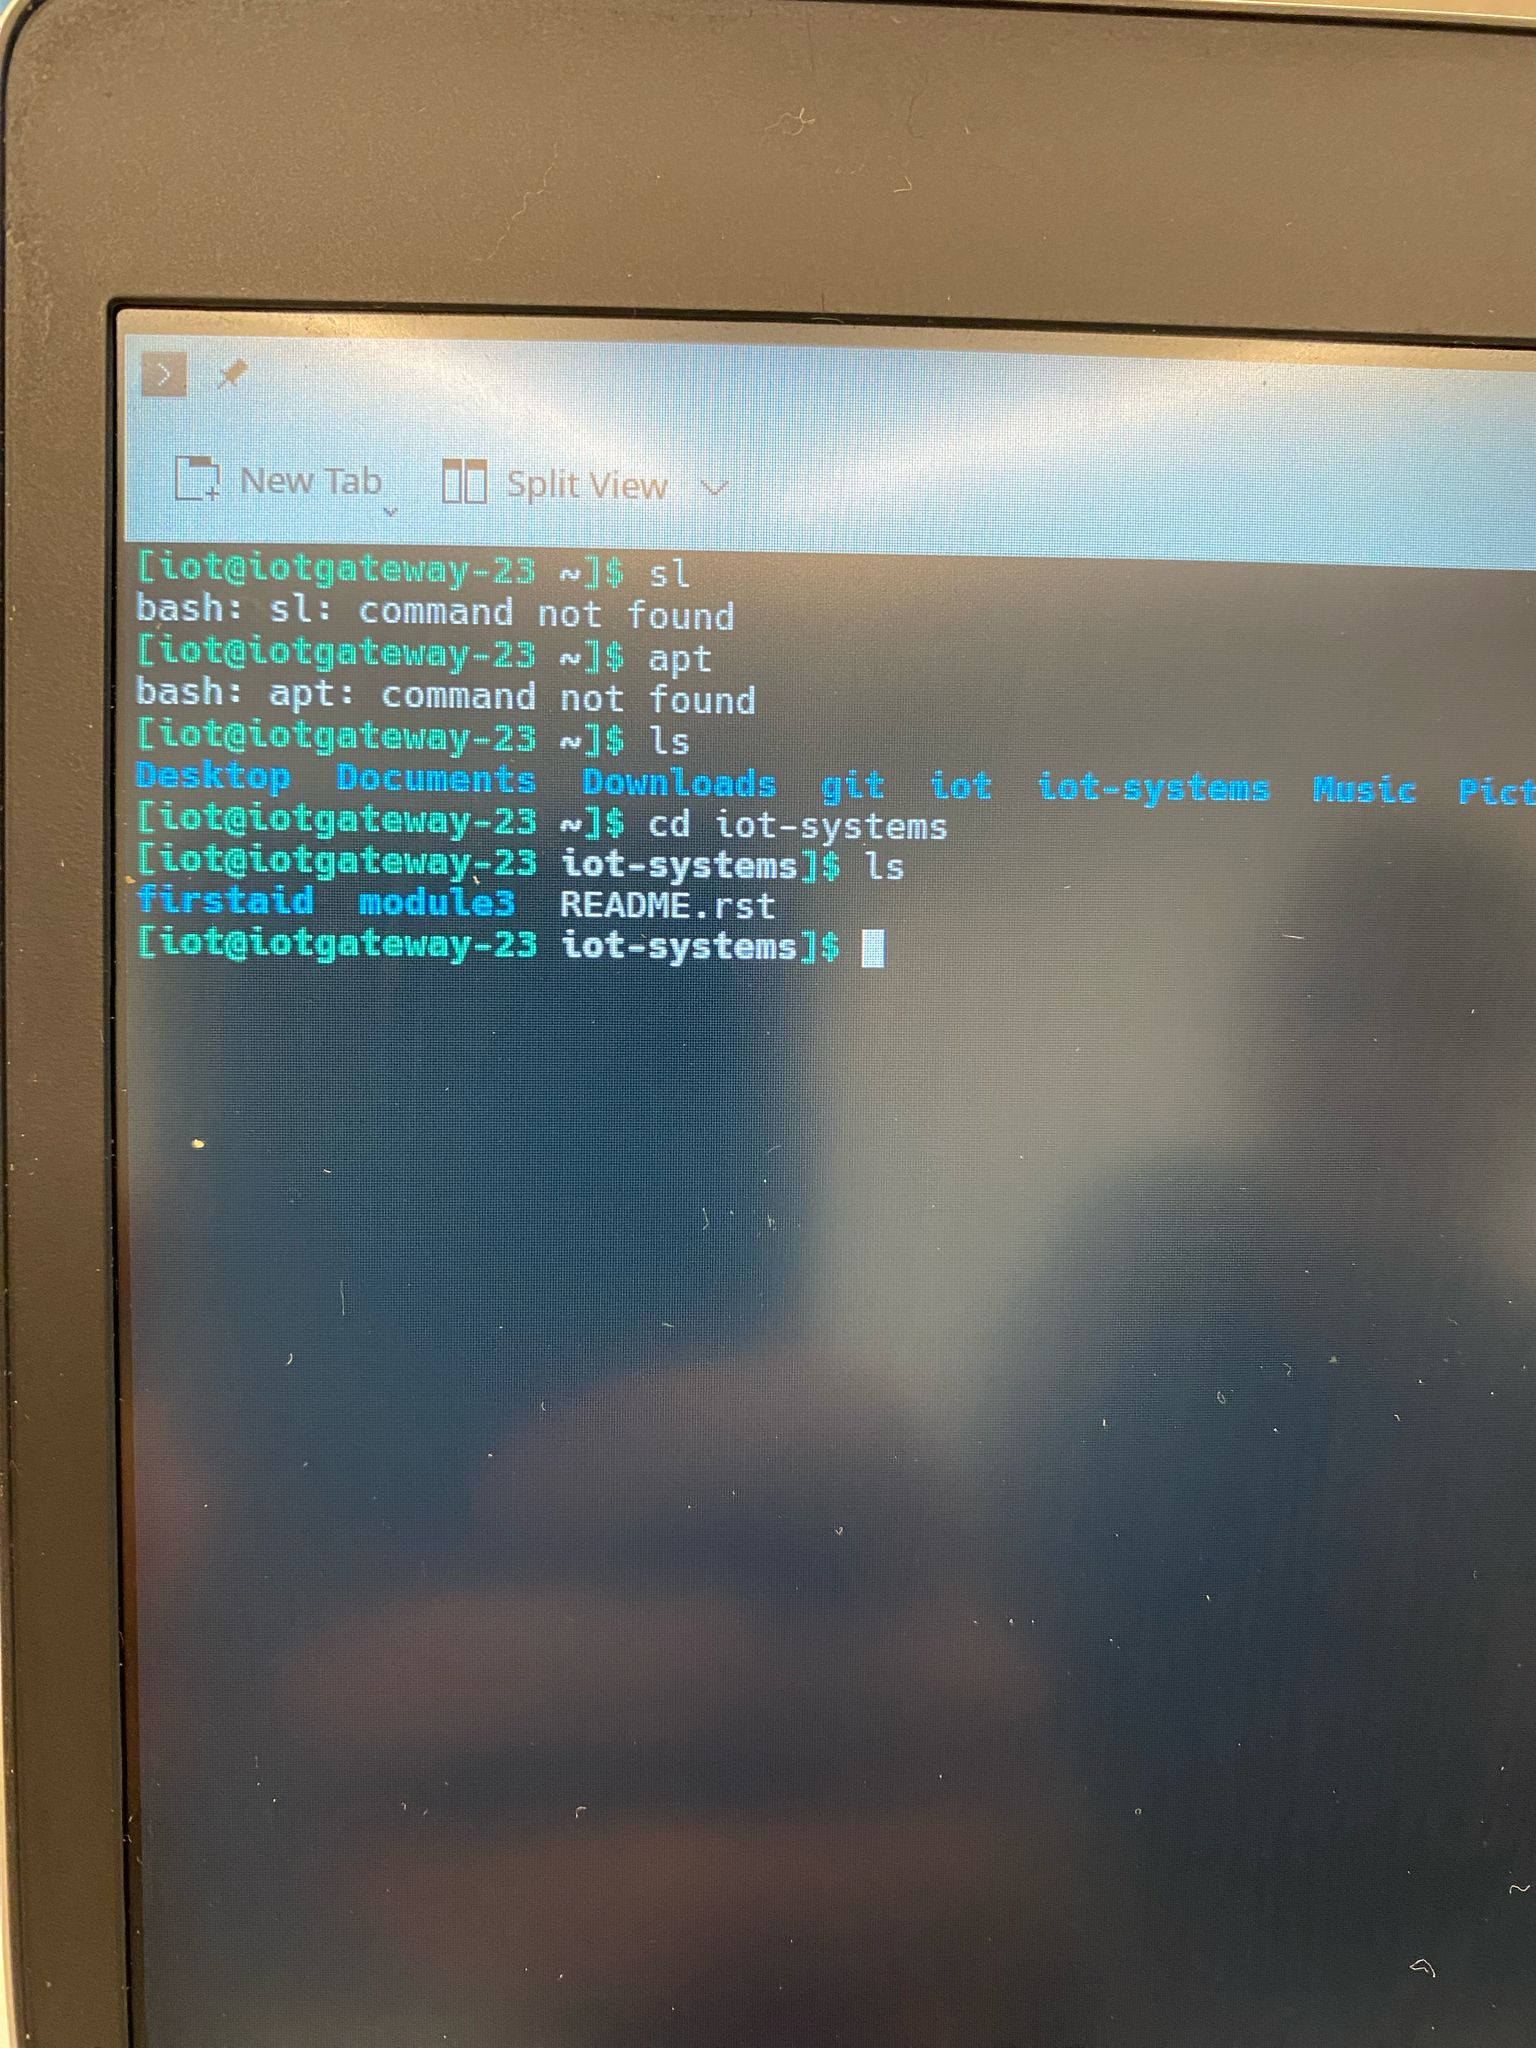 New Tab Split View
[iot@iotgateway-23 ~]$ sl
bash: sl: command not found
[iot@iotgateway-23 ~]$ apt
bash: apt: command not found
[iot@iotgateway-23 ~]$ ls
Desktop Documents Downloads git iot iot-systems Music Pict
[iot@iotgateway-23 ~]$ cd iot-systems
[iot@iotgateway-23 iot-systems]$ ls
firstaid module3 README.rst
[iot@iotgateway-23 iot-systems]$